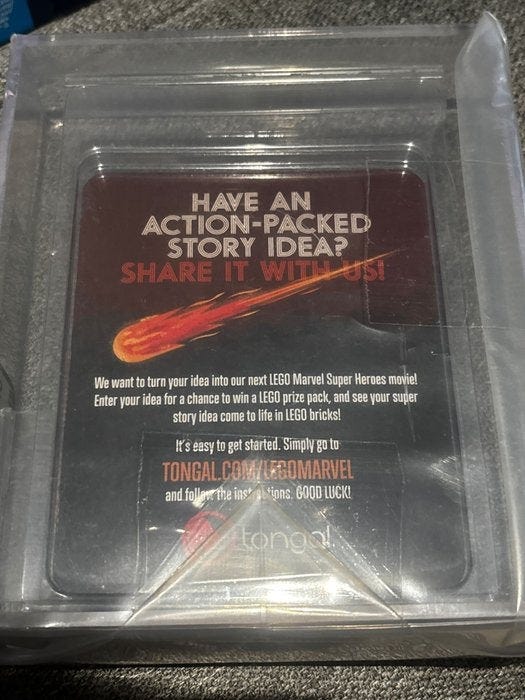 HAVE AN
ACTION-PACKED
STORY IDEA?
SHARE IT WITH US!
We want to turn your idea into our next LEGO Marvel Super Heroes movie!
Enter your idea for a chance to win a LEGO prize pack, and see your super
story idea come to life in LEGO bricks!
It's easy to get started. Simply go to
TONGAL.COM/LEGOMARVEL
and follow the instructions. GOOD LUCK!
tongal